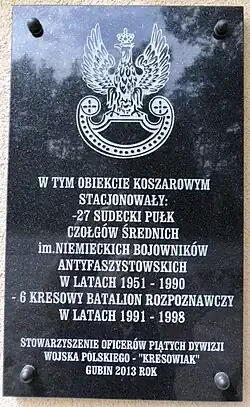 W TYM OBIEKCIE KOSZAROWYM
STACJONOWAŁY:
-27 SUDECKI PUŁK
CZOŁGÓW ŚREDNICH
im.NIEMIECKICH BOJOWNIKÓW
ANTYFASZYSTOWSKICH
W LATACH 1951 - 1990
- 6 KRESOWY BATALION ROZPOZNAWCZY
W LATACH 1991 - 1998
STOWARZYSZENIE OFICERÓW PIĄTYCH DYWIZJI
WOJSKA POLSKIEGO - "KRESOWIAK"
GUBIN 2013 ROK